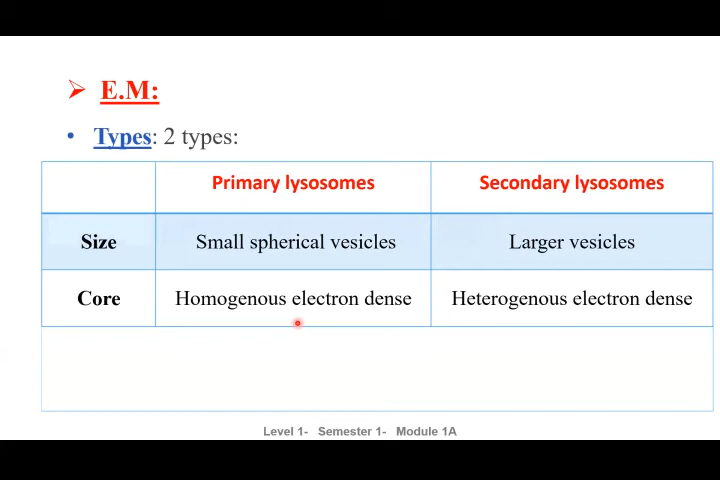 E.M:
Types: 2 types:
Primary lysosomes Secondary lysosomes
Size Small spherical vesicles Larger vesicles
Core Homogenous electron dense Heterogenous electron dense
Level 1- Semester 1- Module 1A